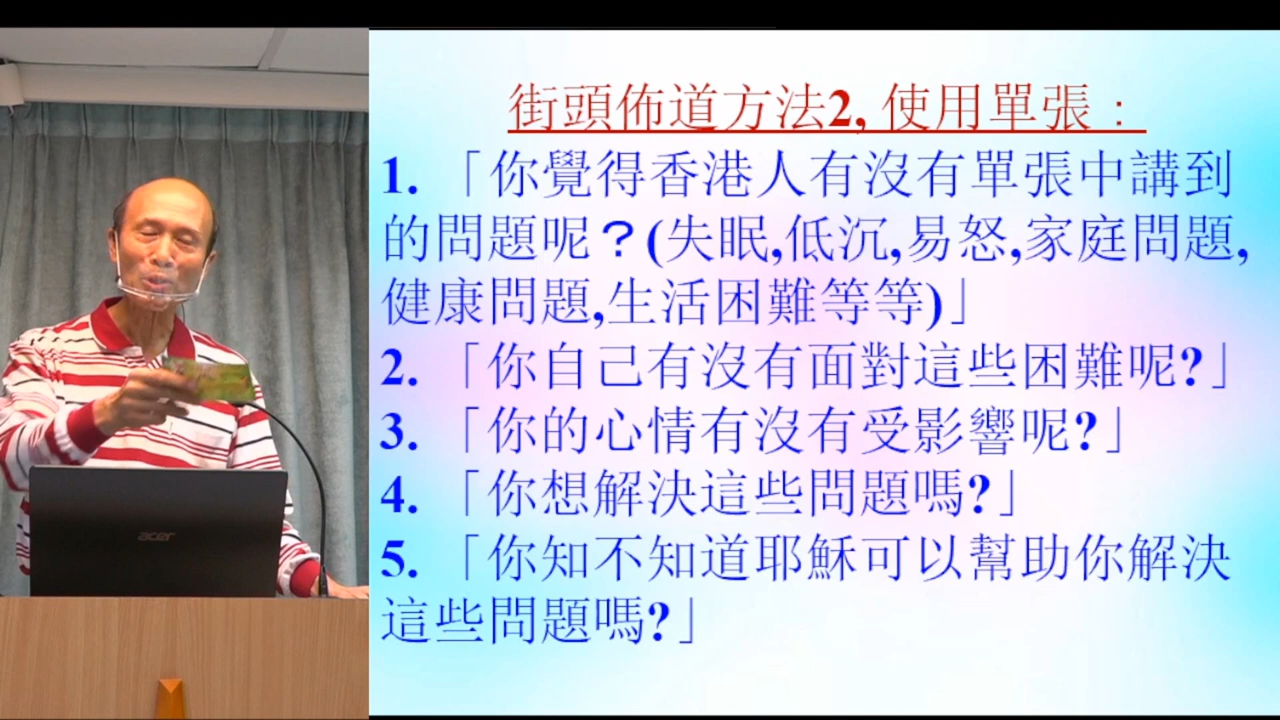 街頭佈道方法2, 使用單張：
1. 「你覺得香港人有沒有單張中講到
的問題呢？(失眠,低沉,易怒,家庭問題,
健康問題,生活困難等等)」
2. 「你自己有沒有面對這些困難呢?」
3. 「你的心情有沒有受影響呢?」
4. 「你想解決這些問題嗎?」
5. 「你知不知道耶穌可以幫助你解決
這些問題嗎?」
acer